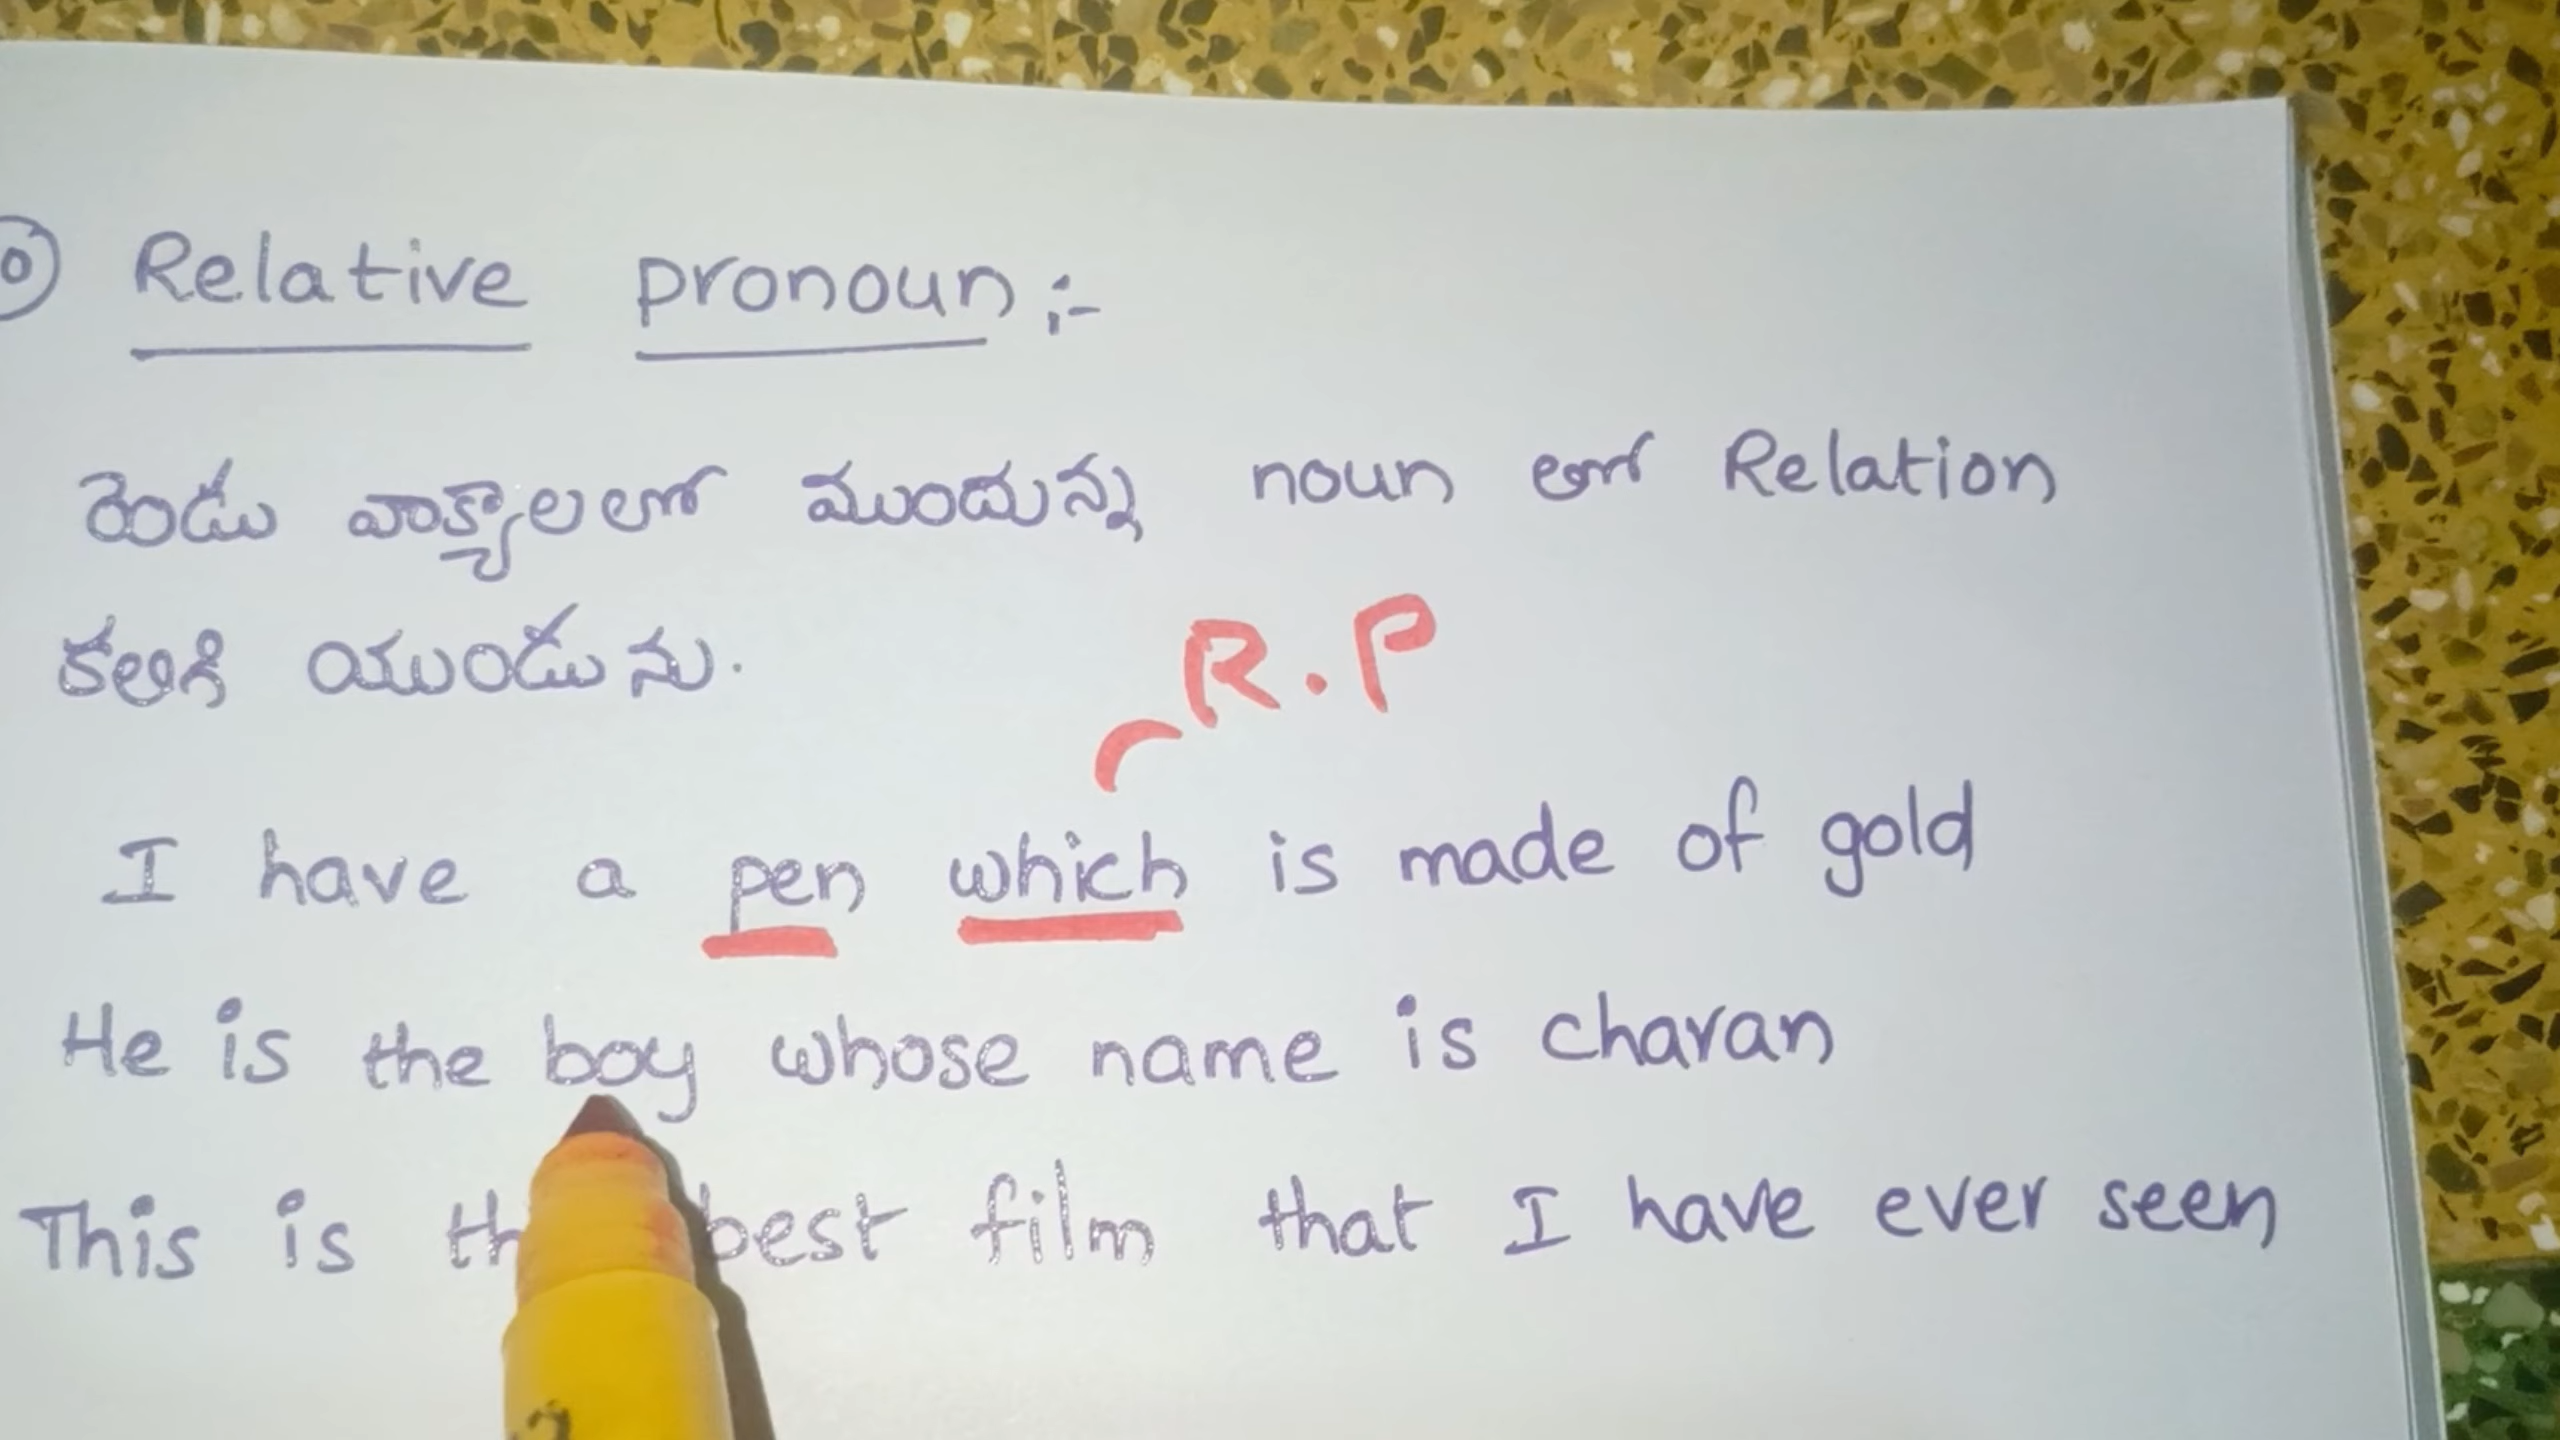 Relative pronoun :-
రెండు వాక్యాలలో ముందున్న noun తో Relation
కలిగి యుండును.
R.P
I have a pen which is made of gold
He is the boy whose name is charan
This is best film that I have ever seen